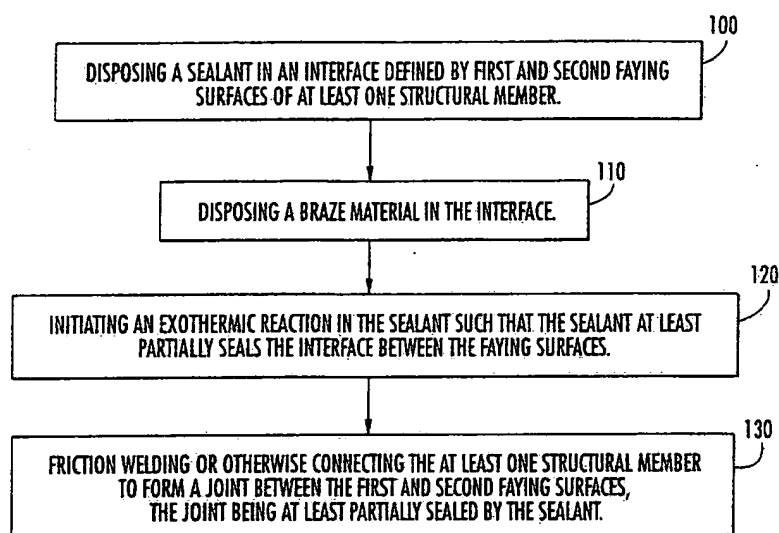 100
DISPOSING A SEALANT IN AN INTERFACE DEFINED BY FIRST AND SECOND FAYING
SURFACES OF AT LEAST ONE STRUCTURAL MEMBER.
110
DISPOSING A BRAZE MATERIAL IN THE INTERFACE.
120
INITIATING AN EXOTHERMIC REACTION IN THE SEALANT SUCH THAT THE SEALANT AT LEAST
PARTIALLY SEALS THE INTERFACE BETWEEN THE FAYING SURFACES.
130
FRICTION WELDING OR OTHERWISE CONNECTING THE AT LEAST ONE STRUCTURAL MEMBER
TO FORM A JOINT BETWEEN THE FIRST AND SECOND FAYING SURFACES,
THE JOINT BEING AT LEAST PARTIALLY SEALED BY THE SEALANT.